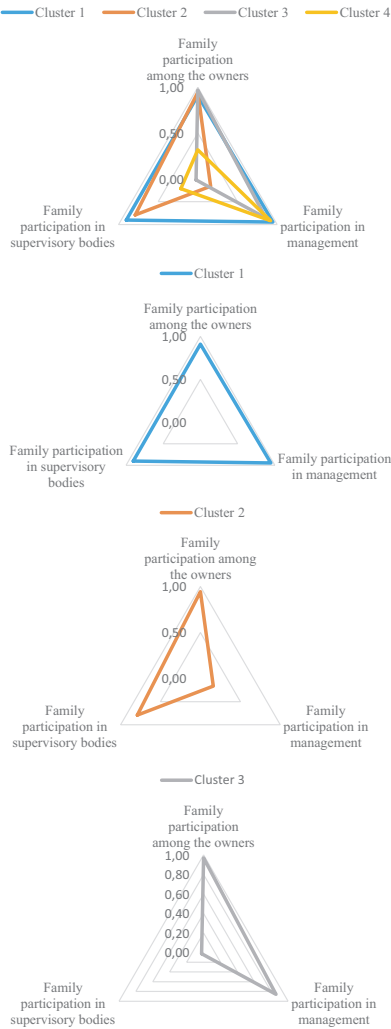 Cluster 1 Cluster 2 Cluster 3 Cluster 4
Family
participation
among the owners
1,00
0,50
0,00
Family
participation in
supervisory bodies
Family
participation in
management
Cluster 1
Family participation
among the owners
1,00
0,50
0,00
Family participation
in supervisory
bodies
Family participation
in management
Cluster 2
Family
participation among
the owners
1,00
0,50
0,00
Family
participation in
supervisory bodies
Family
participation in
management
Cluster 3
Family
participation
among the owners
1,00
0,80
0,60
0,40
0,20
0,00
Family
participation in
supervisory bodies
Family
participation in
management